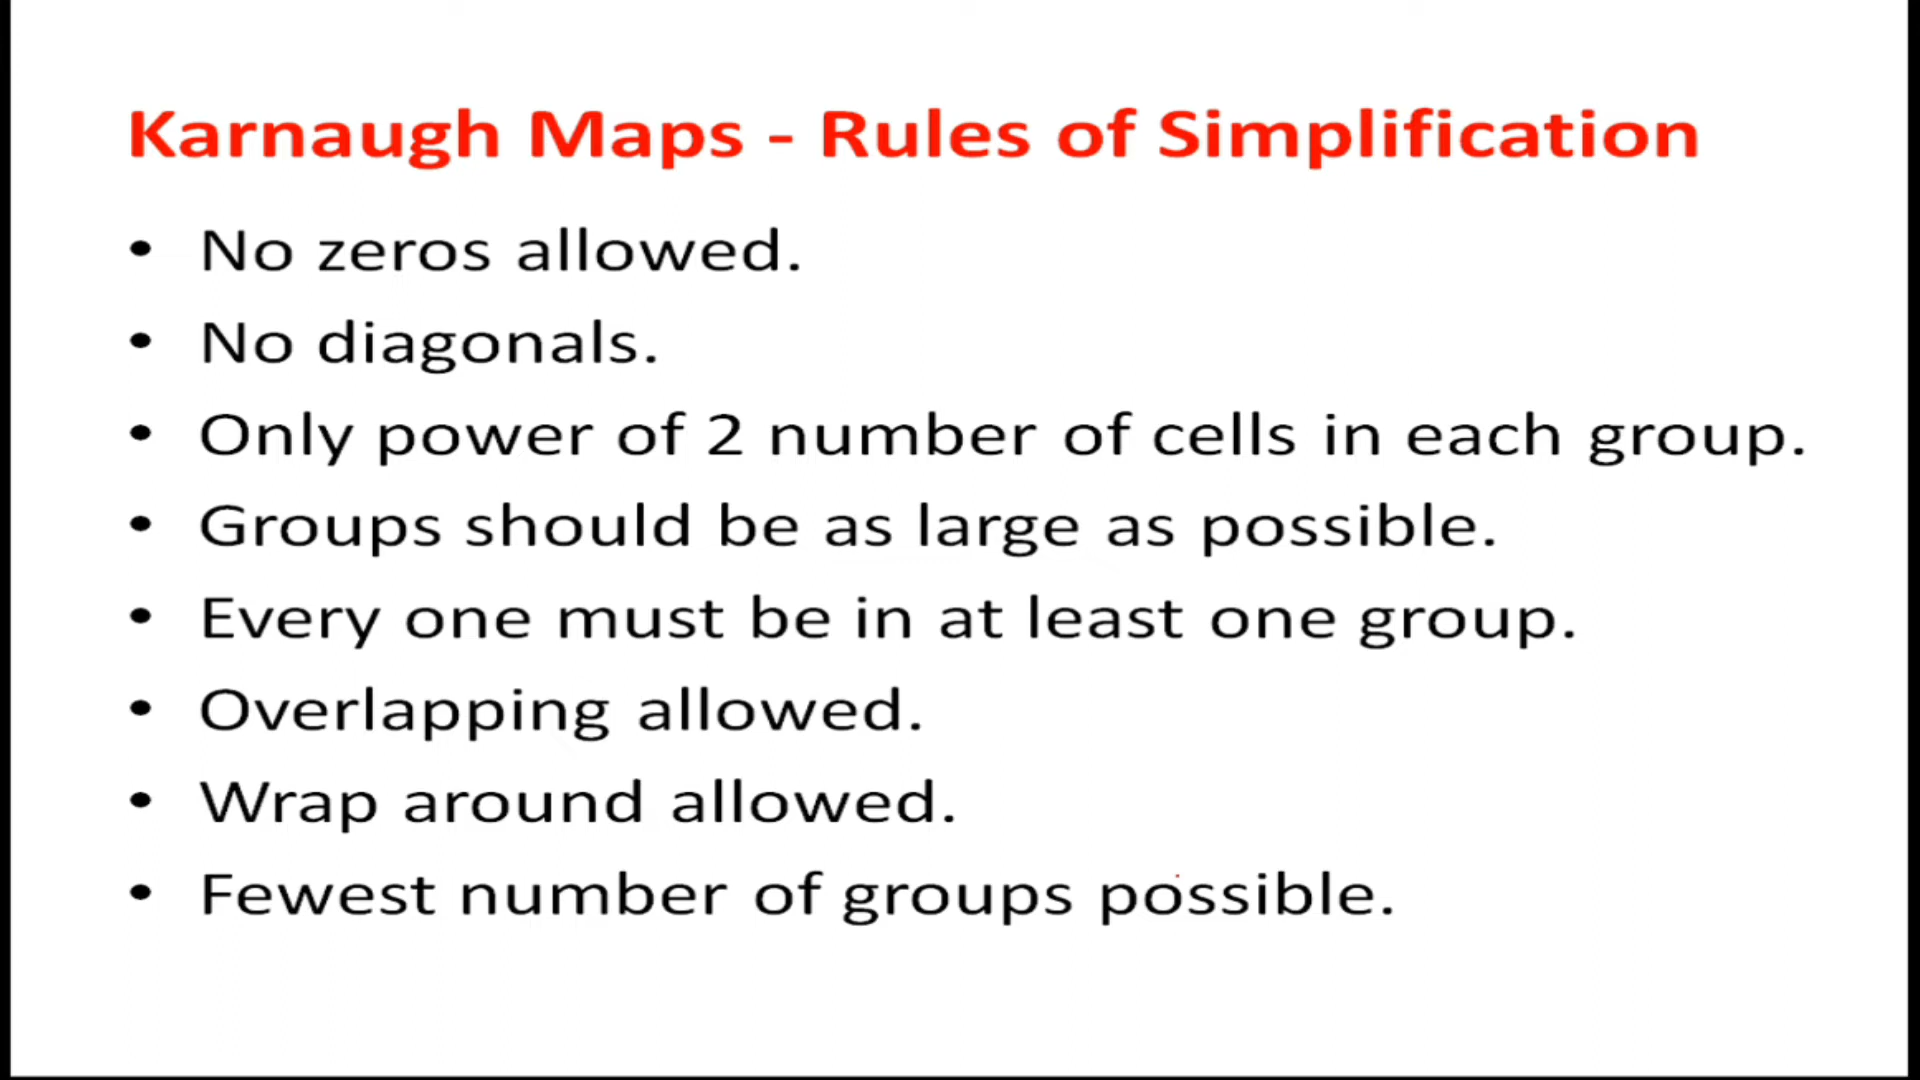 Karnaugh Maps - Rules of Simplification
• No zeros allowed.
• No diagonals.
• Only power of 2 number of cells in each group.
• Groups should be as large as possible.
• Every one must be in at least one group.
• Overlapping allowed.
• Wrap around allowed.
• Fewest number of groups possible.